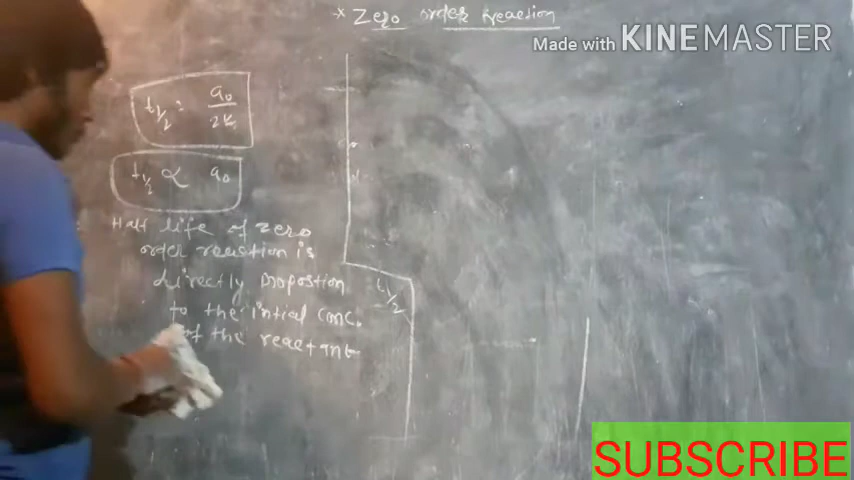 * Zero order reaction
Made with KINEMASTER
t1/2 = a0/2k
t1/2 ∝ a0
Half life of zero
order reaction is
directly propostion
to the intial conc.
of the reactant
t1/2
SUBSCRIBE